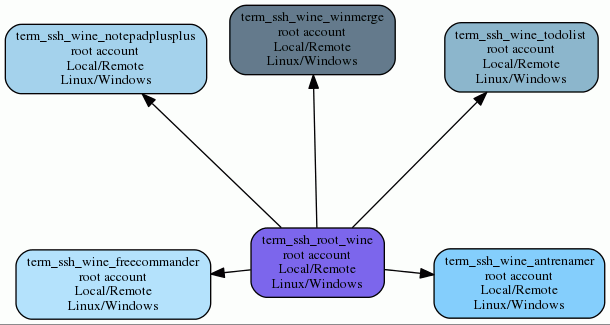 term_ssh_wine_notepadplusplus
root account
Local/Remote
Linux/Windows
term_ssh_wine_winmerge
root account
Local/Remote
Linux/Windows
term_ssh_wine_todolist
root account
Local/Remote
Linux/Windows
term_ssh_wine_freecommander
root account
Local/Remote
Linux/Windows
term_ssh_root_wine
root account
Local/Remote
Linux/Windows
term_ssh_wine_antrenamer
root account
Local/Remote
Linux/Windows